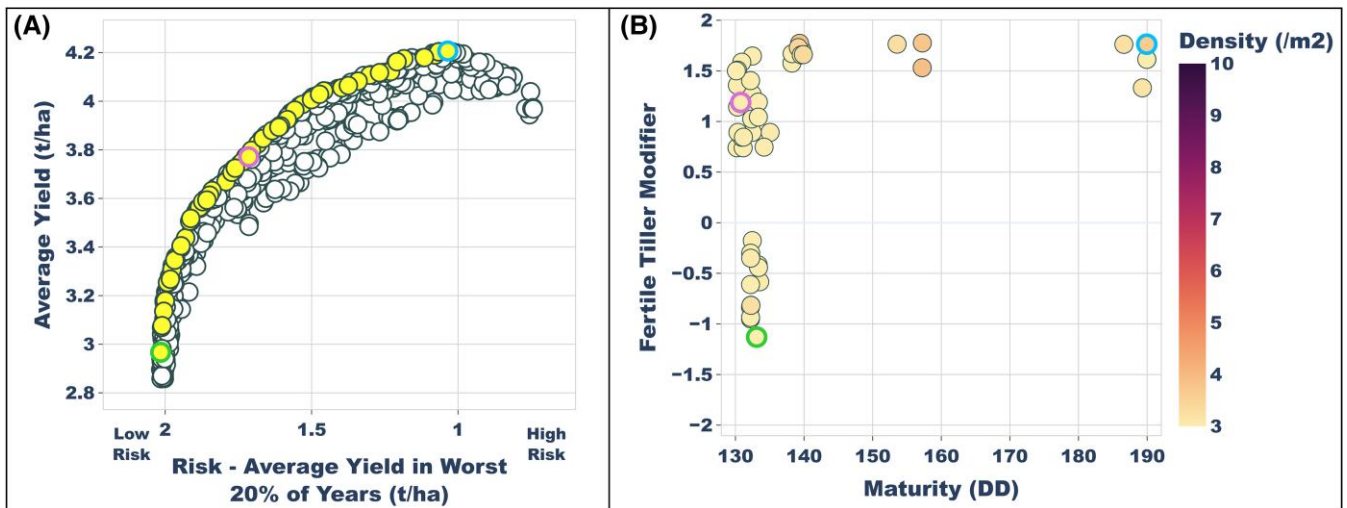 (A)
Average Yield (t/ha)
4.2
4
3.8
3.6
3.4
3.2
3
2.8
2
1.5
1
Low
Risk
High
Risk
Risk - Average Yield in Worst
20% of Years (t/ha)
(B)
Fertile Tiller Modifier
2
1.5
1
0.5
0
−0.5
−1
−1.5
−2
130
140
150
160
170
180
190
Maturity (DD)
Density (/m2)
10
9
8
7
6
5
4
3